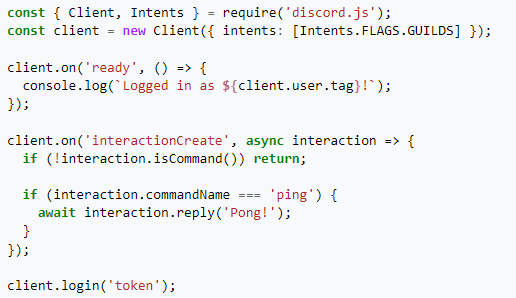 const { Client, Intents } = require('discord.js');
const client = new Client({ intents: [Intents.FLAGS.GUILDS] });

client.on('ready', () => {
  console.log(`Logged in as ${client.user.tag}!`);
});

client.on('interactionCreate', async interaction => {
  if (!interaction.isCommand()) return;

  if (interaction.commandName === 'ping') {
    await interaction.reply('Pong!');
  }
});

client.login('token');